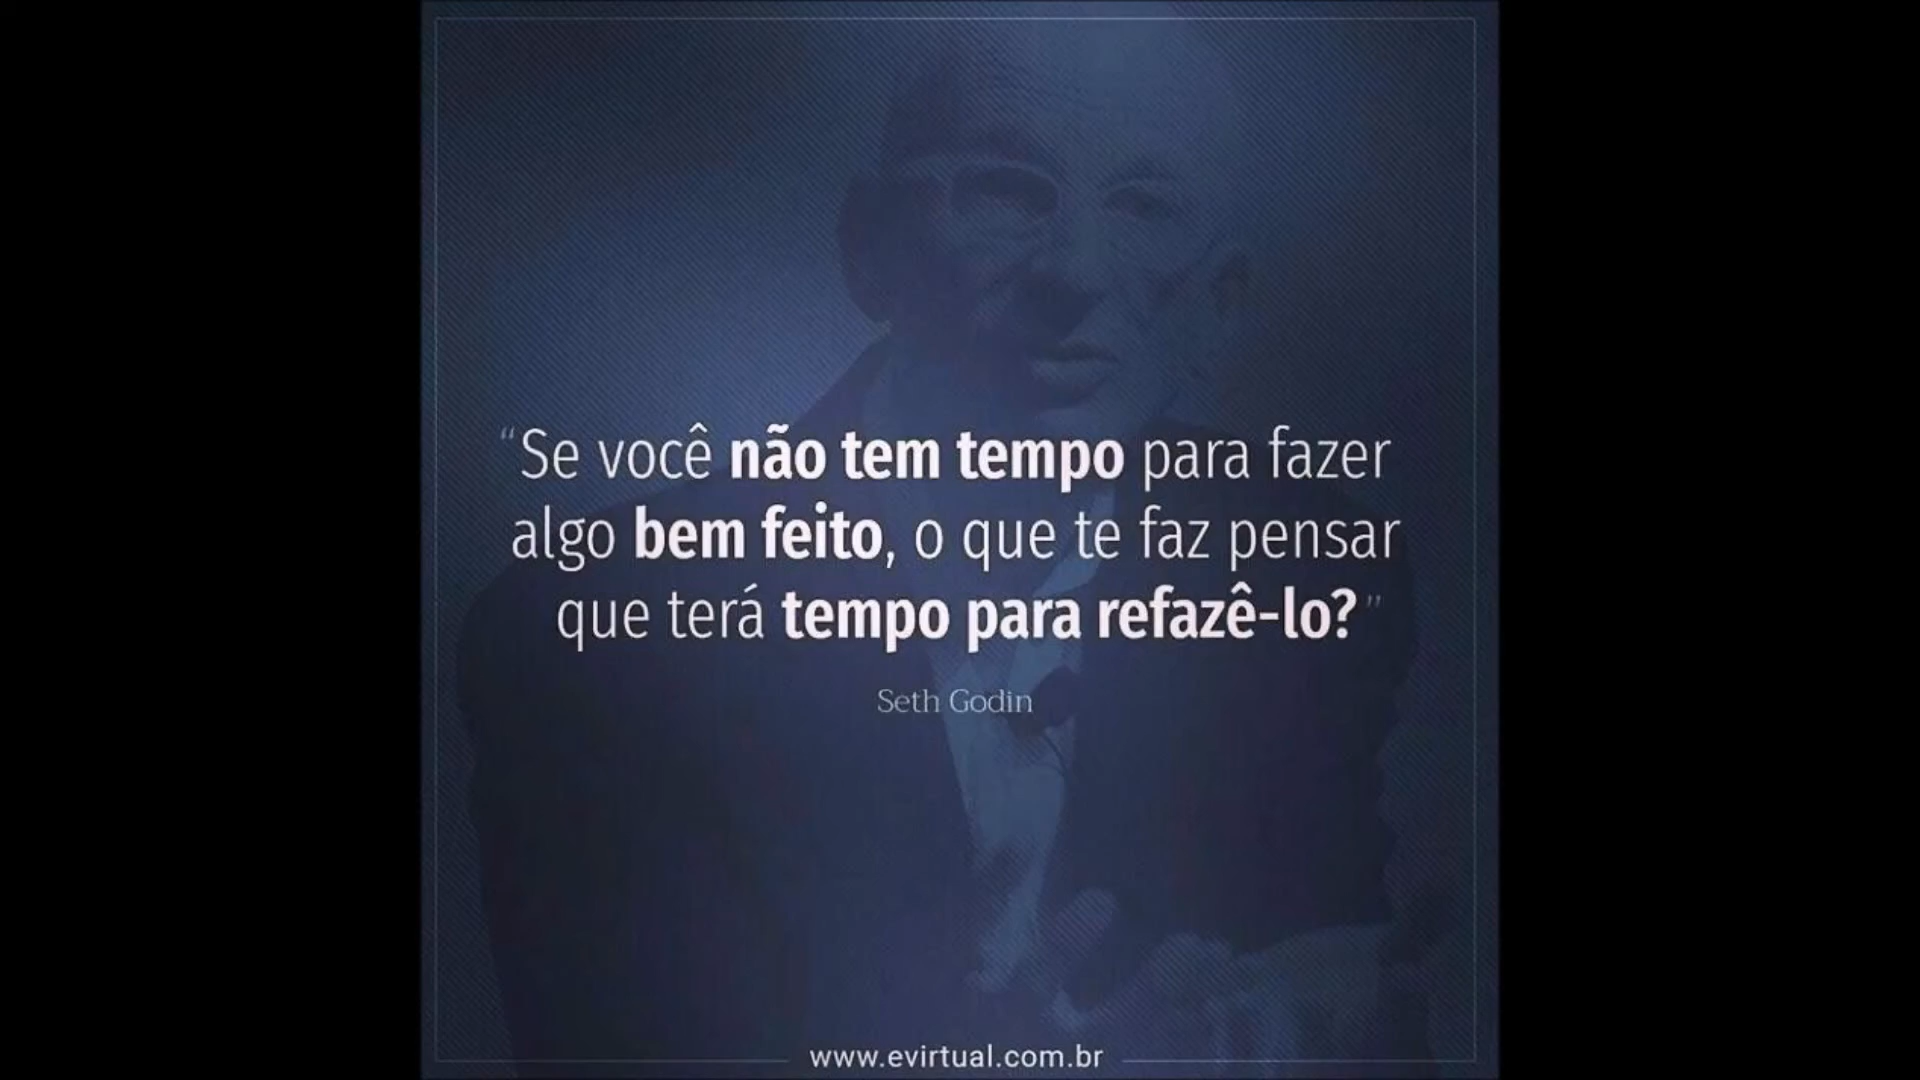 “Se você não tem tempo para fazer
algo bem feito, o que te faz pensar
que terá tempo para refazê-lo?”
Seth Godin
www.evirtual.com.br